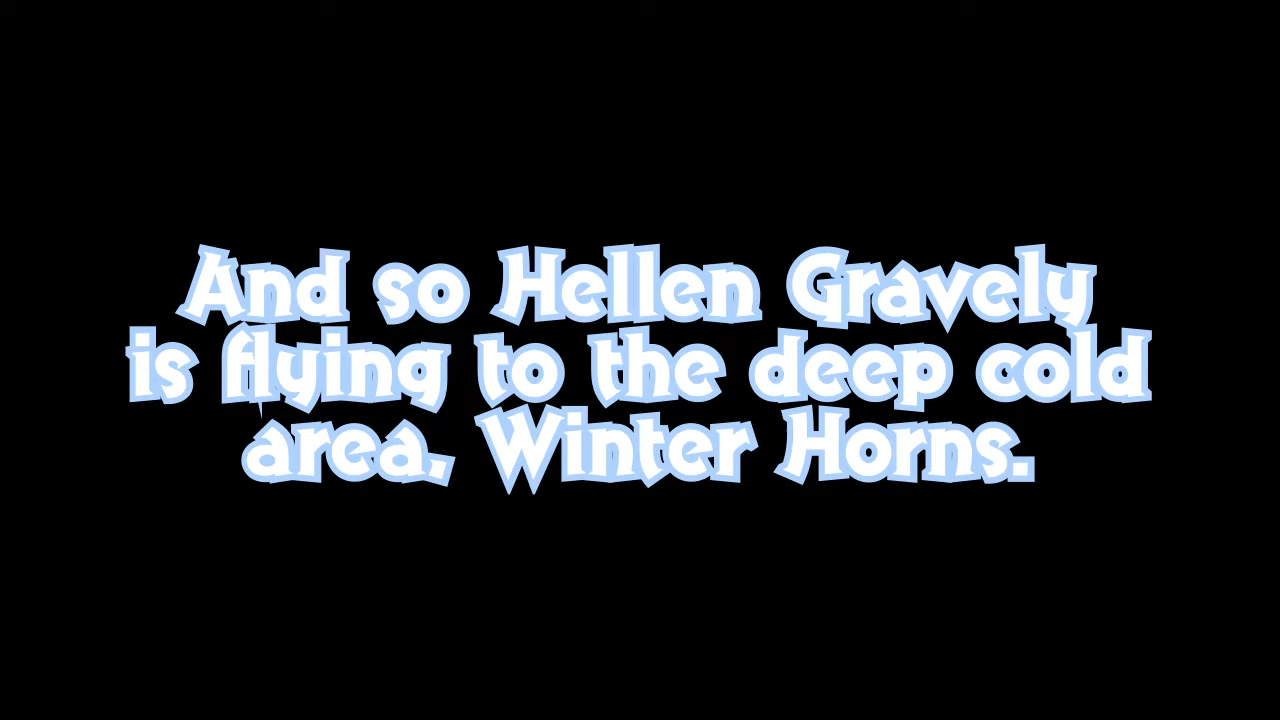 And so Hellen Gravely
is flying to the deep cold
area, Winter Horns.